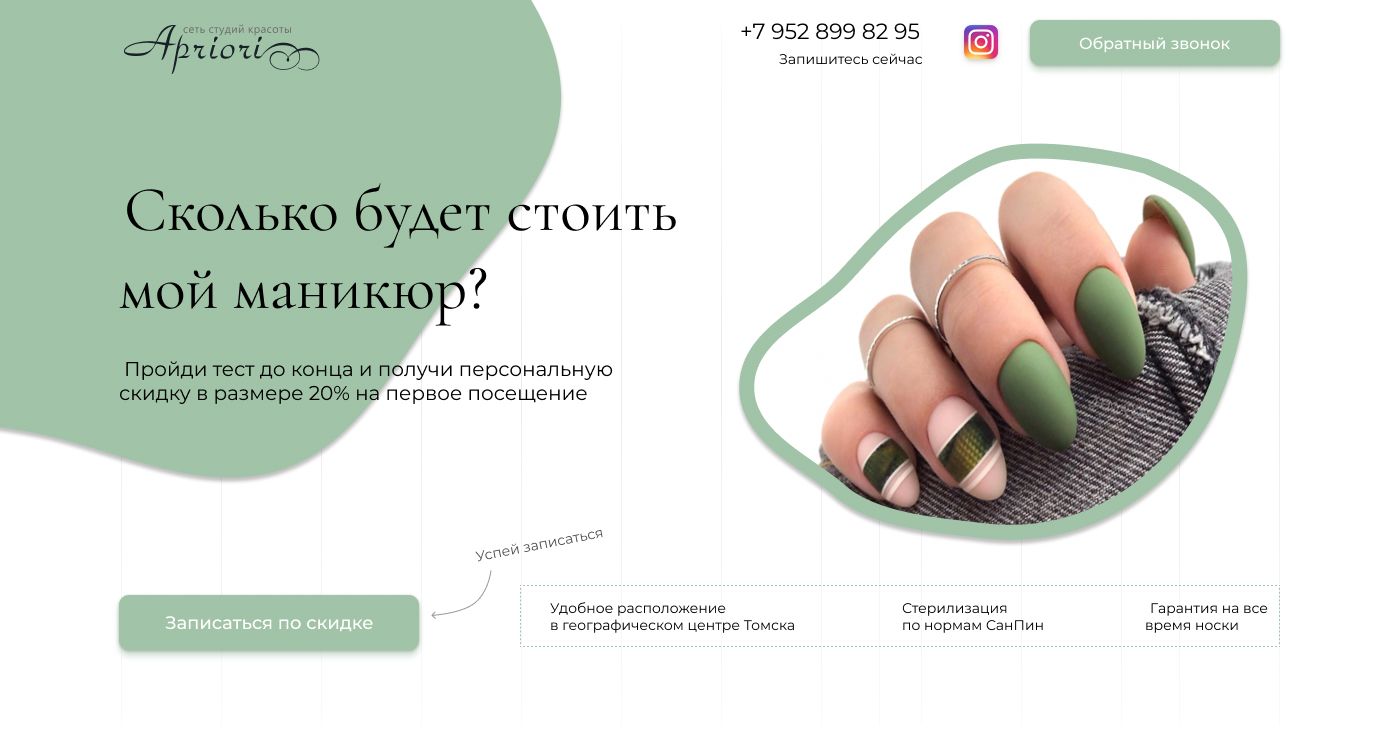 сеть студий красоты
Apriori
+7 952 899 82 95
Запишитесь сейчас
Обратный звонок
Сколько будет стоить
мой маникюр?
Пройди тест до конца и получи персональную
скидку в размере 20% на первое посещение
Успей записаться
Записаться по скидке
Удобное расположение
в географическом центре Томска
Стерилизация
по нормам СанПин
Гарантия на все
время носки